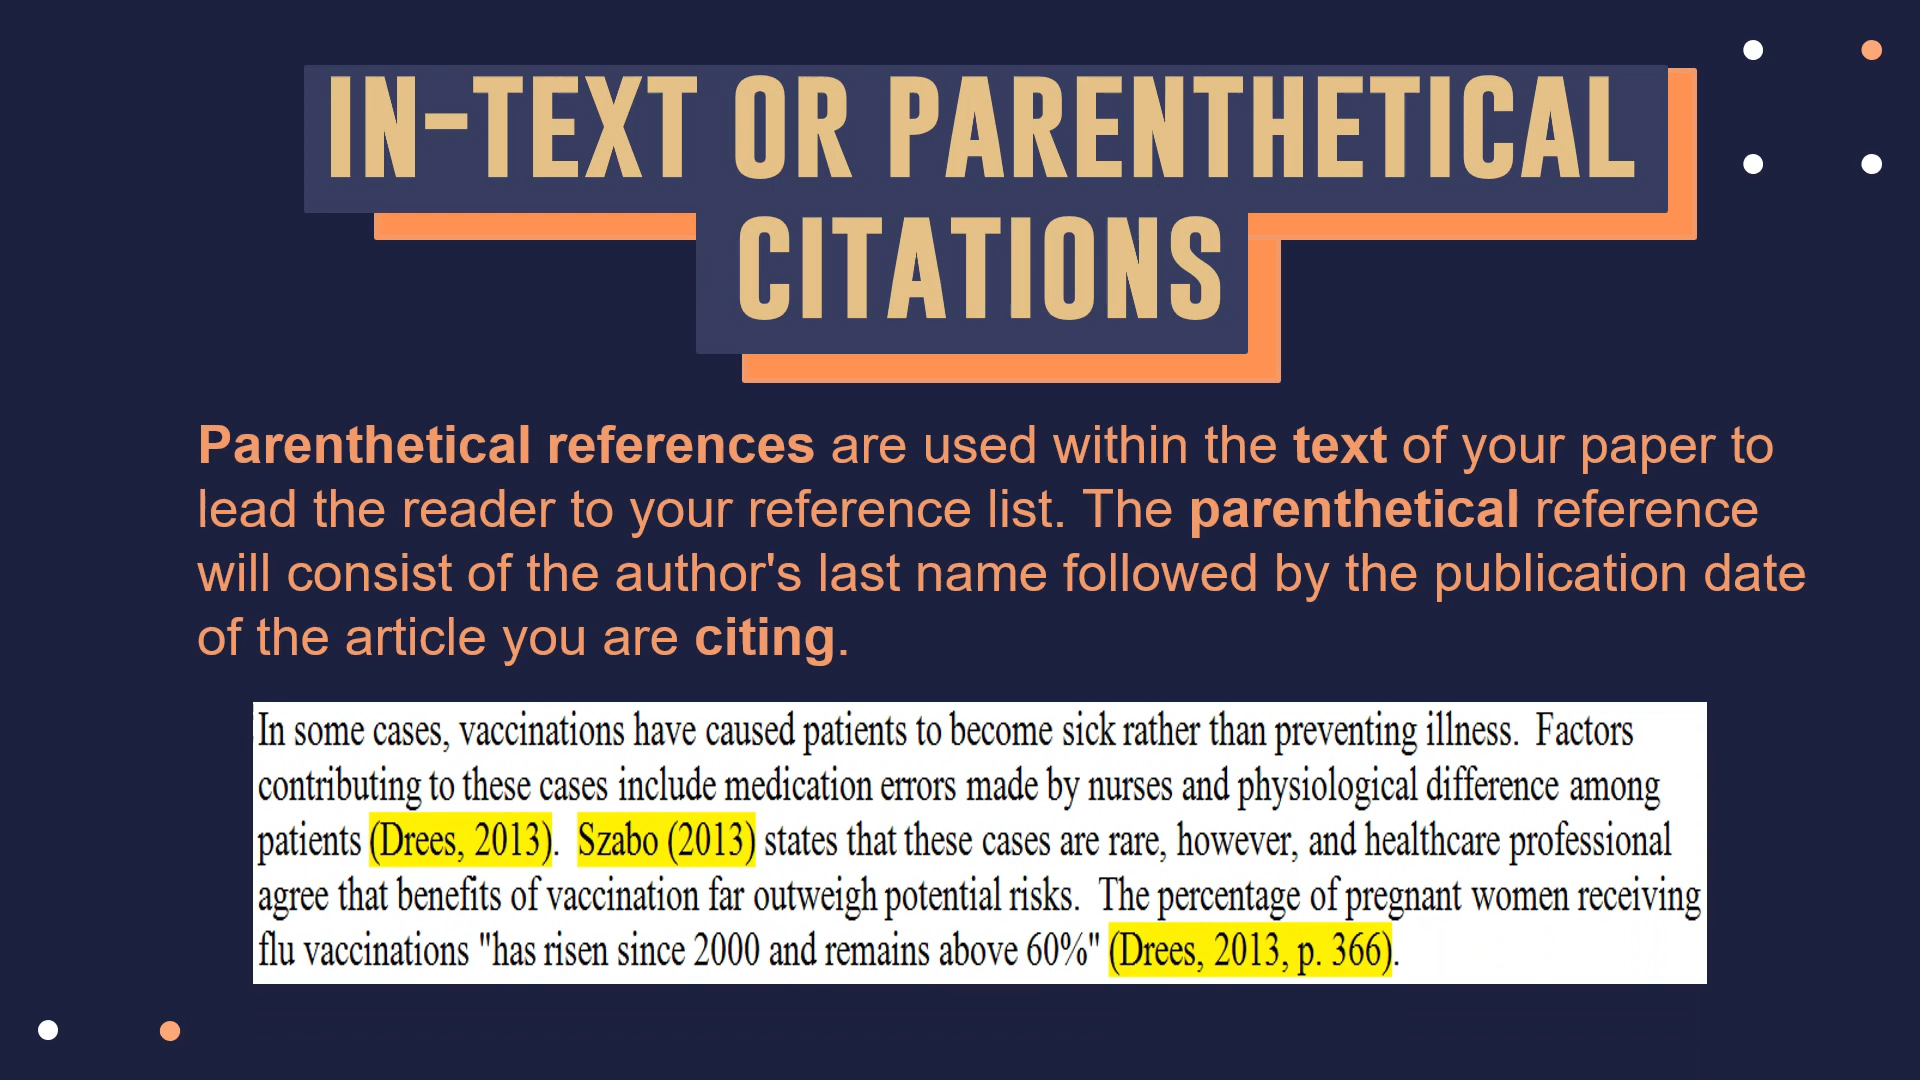 IN-TEXT OR PARENTHETICAL
CITATIONS
Parenthetical references are used within the text of your paper to
lead the reader to your reference list. The parenthetical reference
will consist of the author's last name followed by the publication date
of the article you are citing.
In some cases, vaccinations have caused patients to become sick rather than preventing illness.  Factors
contributing to these cases include medication errors made by nurses and physiological difference among
patients (Drees, 2013).  Szabo (2013) states that these cases are rare, however, and healthcare professional
agree that benefits of vaccination far outweigh potential risks.  The percentage of pregnant women receiving
flu vaccinations "has risen since 2000 and remains above 60%" (Drees, 2013, p. 366).